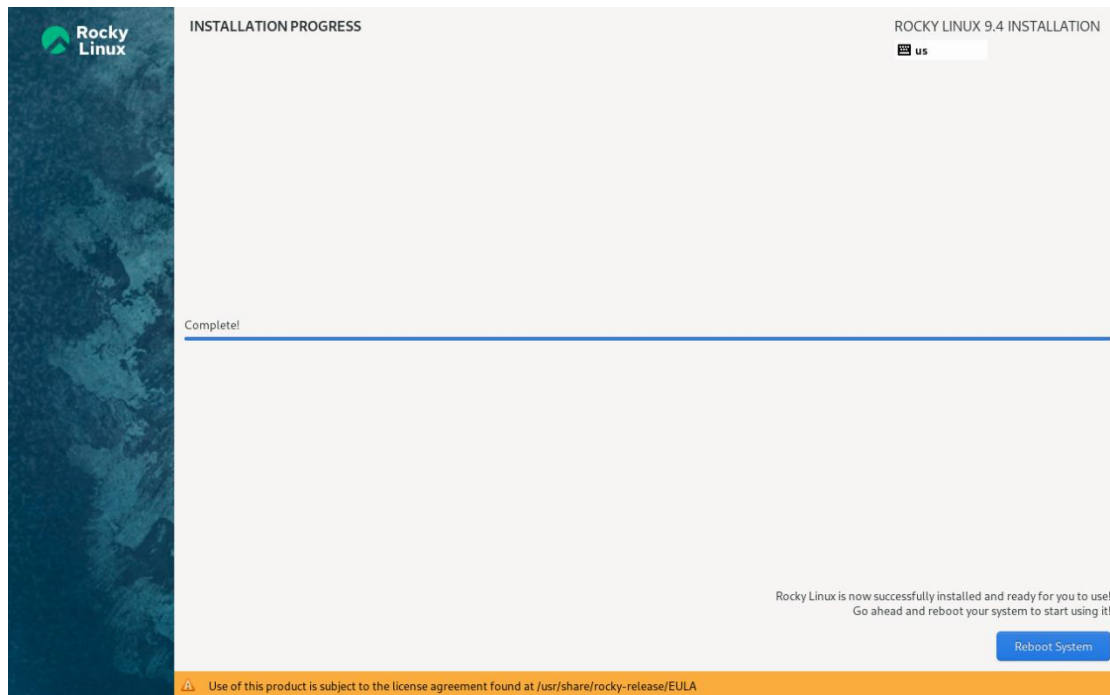 Rocky
Linux
INSTALLATION PROGRESS
ROCKY LINUX 9.4 INSTALLATION
us
Complete!
Rocky Linux is now successfully installed and ready for you to use!
Go ahead and reboot your system to start using it!
Reboot System
Use of this product is subject to the license agreement found at /usr/share/rocky-release/EULA